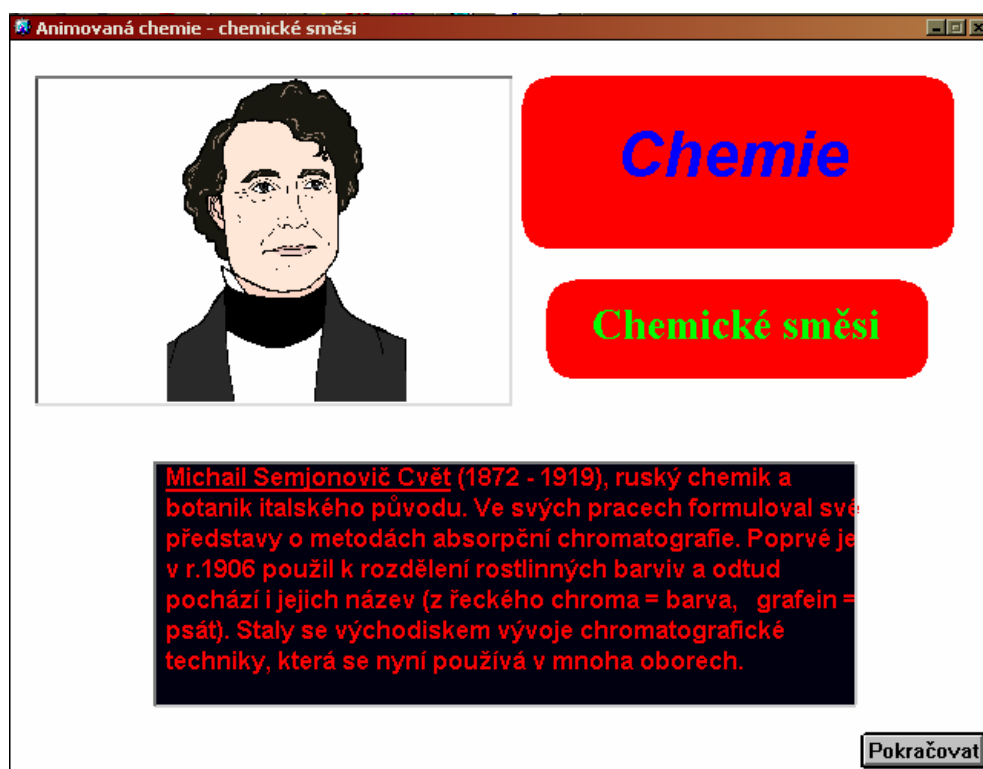 Animovaná chemie - chemické směsi
Chemie
Chemické směsi
Michail Semjonovič Cvět (1872 - 1919), ruský chemik a
botanik italského původu. Ve svých pracech formuloval své
představy o metodách absorpční chromatografie. Poprvé je
v r.1906 použil k rozdělení rostlinných barviv a odtud
pochází i jejich název (z řeckého chroma = barva, grafein =
psát). Staly se východiskem vývoje chromatografické
techniky, která se nyní používá v mnoha oborech.
Pokračovat